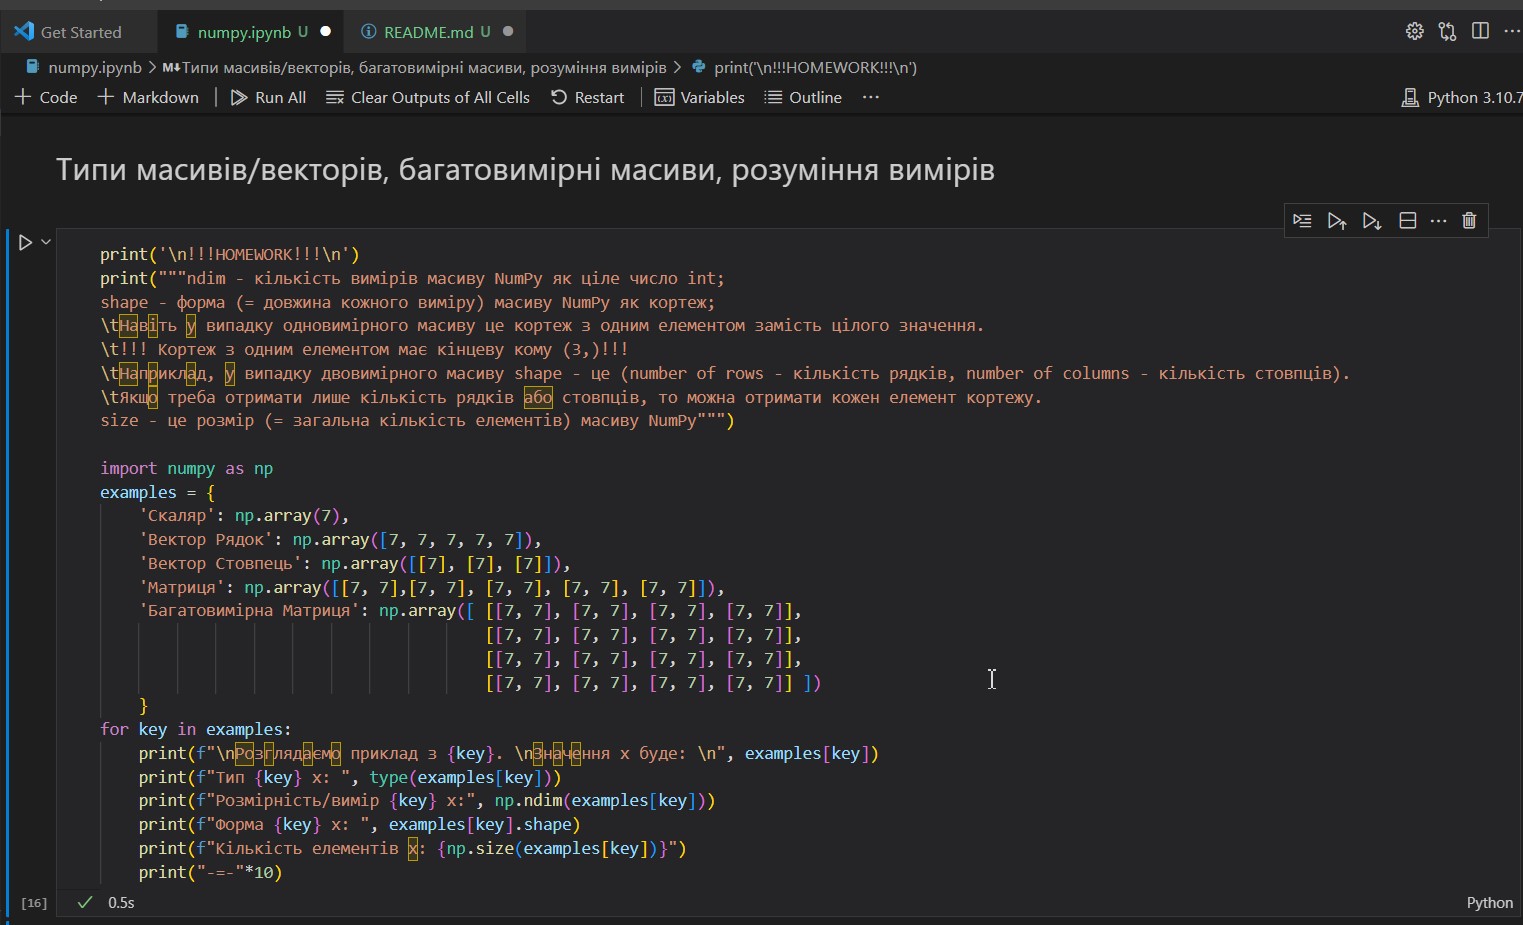 Get Started numpy.ipynb U README.md U
numpy.ipynb > M↓Типи масивів/векторів, багатовимірні масиви, розуміння вимірів > print('\n!!!HOMEWORK!!!\n')
+ Code + Markdown | Run All Clear Outputs of All Cells Restart | Variables Outline ... Python 3.10.7
Типи масивів/векторів, багатовимірні масиви, розуміння вимірів
print('\n!!!HOMEWORK!!!\n')
print("""ndim - кількість вимірів масиву NumPy як ціле число int;
shape - форма (= довжина кожного виміру) масиву NumPy як кортеж;
\tНавіть у випадку одновимірного масиву це кортеж з одним елементом замість цілого значення.
\t!!! Кортеж з одним елементом має кінцеву кому (3,)!!!
\tНаприклад, у випадку двовимірного масиву shape - це (number of rows - кількість рядків, number of columns - кількість стовпців).
\tЯкщо треба отримати лише кількість рядків або стовпців, то можна отримати кожен елемент кортежу.
size - це розмір (= загальна кількість елементів) масиву NumPy""")
import numpy as np
examples = {
'Скаляр': np.array(7),
'Вектор Рядок': np.array([7, 7, 7, 7, 7]),
'Вектор Стовпець': np.array([[7], [7], [7]]),
'Матриця': np.array([[7, 7],[7, 7], [7, 7], [7, 7], [7, 7]]),
'Багатовимірна Матриця': np.array([ [[7, 7], [7, 7], [7, 7], [7, 7]],
[[7, 7], [7, 7], [7, 7], [7, 7]],
[[7, 7], [7, 7], [7, 7], [7, 7]],
[[7, 7], [7, 7], [7, 7], [7, 7]] ])
}
for key in examples:
print(f"\nРозглядаємо приклад з {key}. \nЗначення x буде: \n", examples[key])
print(f"Тип {key} x: ", type(examples[key]))
print(f"Розмірність/вимір {key} x:", np.ndim(examples[key]))
print(f"Форма {key} x: ", examples[key].shape)
print(f"Кількість елементів x: {np.size(examples[key])}")
print("-=-"*10)
[16] 0.5s Python